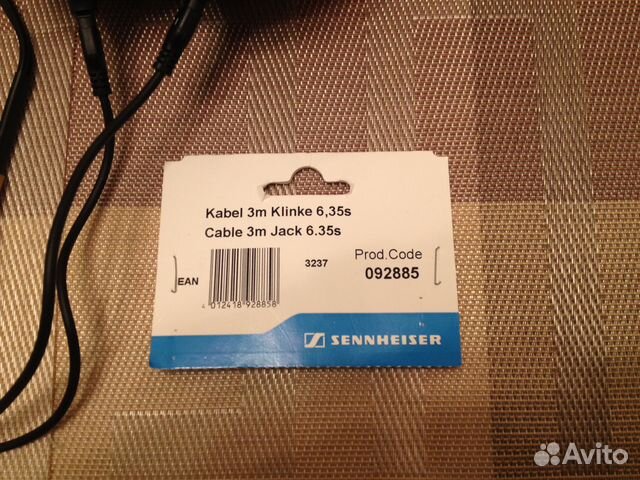 Kabel 3m Klinke 6,35s
Cable 3m Jack 6.35s
3237
Prod.Code
092885
EAN
4 012418 928858
SENNHEISER
Avito